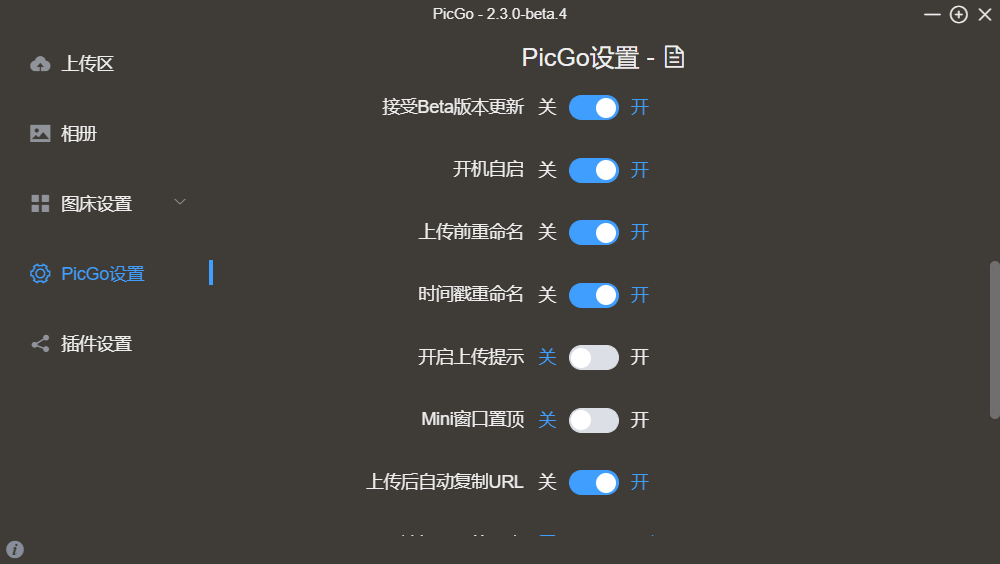 PicGo - 2.3.0-beta.4
上传区
相册
图床设置
PicGo设置
插件设置
PicGo设置 -
接受Beta版本更新 关 开
开机自启 关 开
上传前重命名 关 开
时间戳重命名 关 开
开启上传提示 关 开
Mini窗口置顶 关 开
上传后自动复制URL 关 开